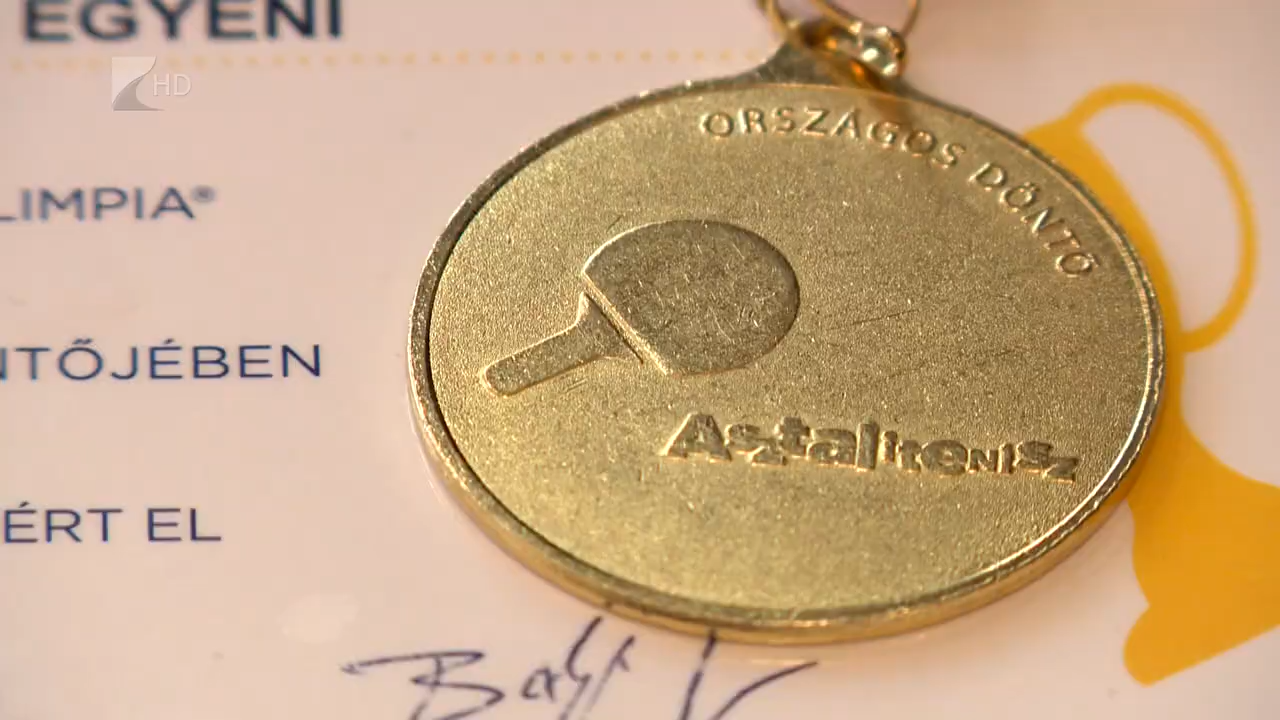 EGYENI
HD
LIMPIA®
NTŐJÉBEN
ÉRT EL
ORSZÁGOS DÖNTŐ
Asztalitenisz